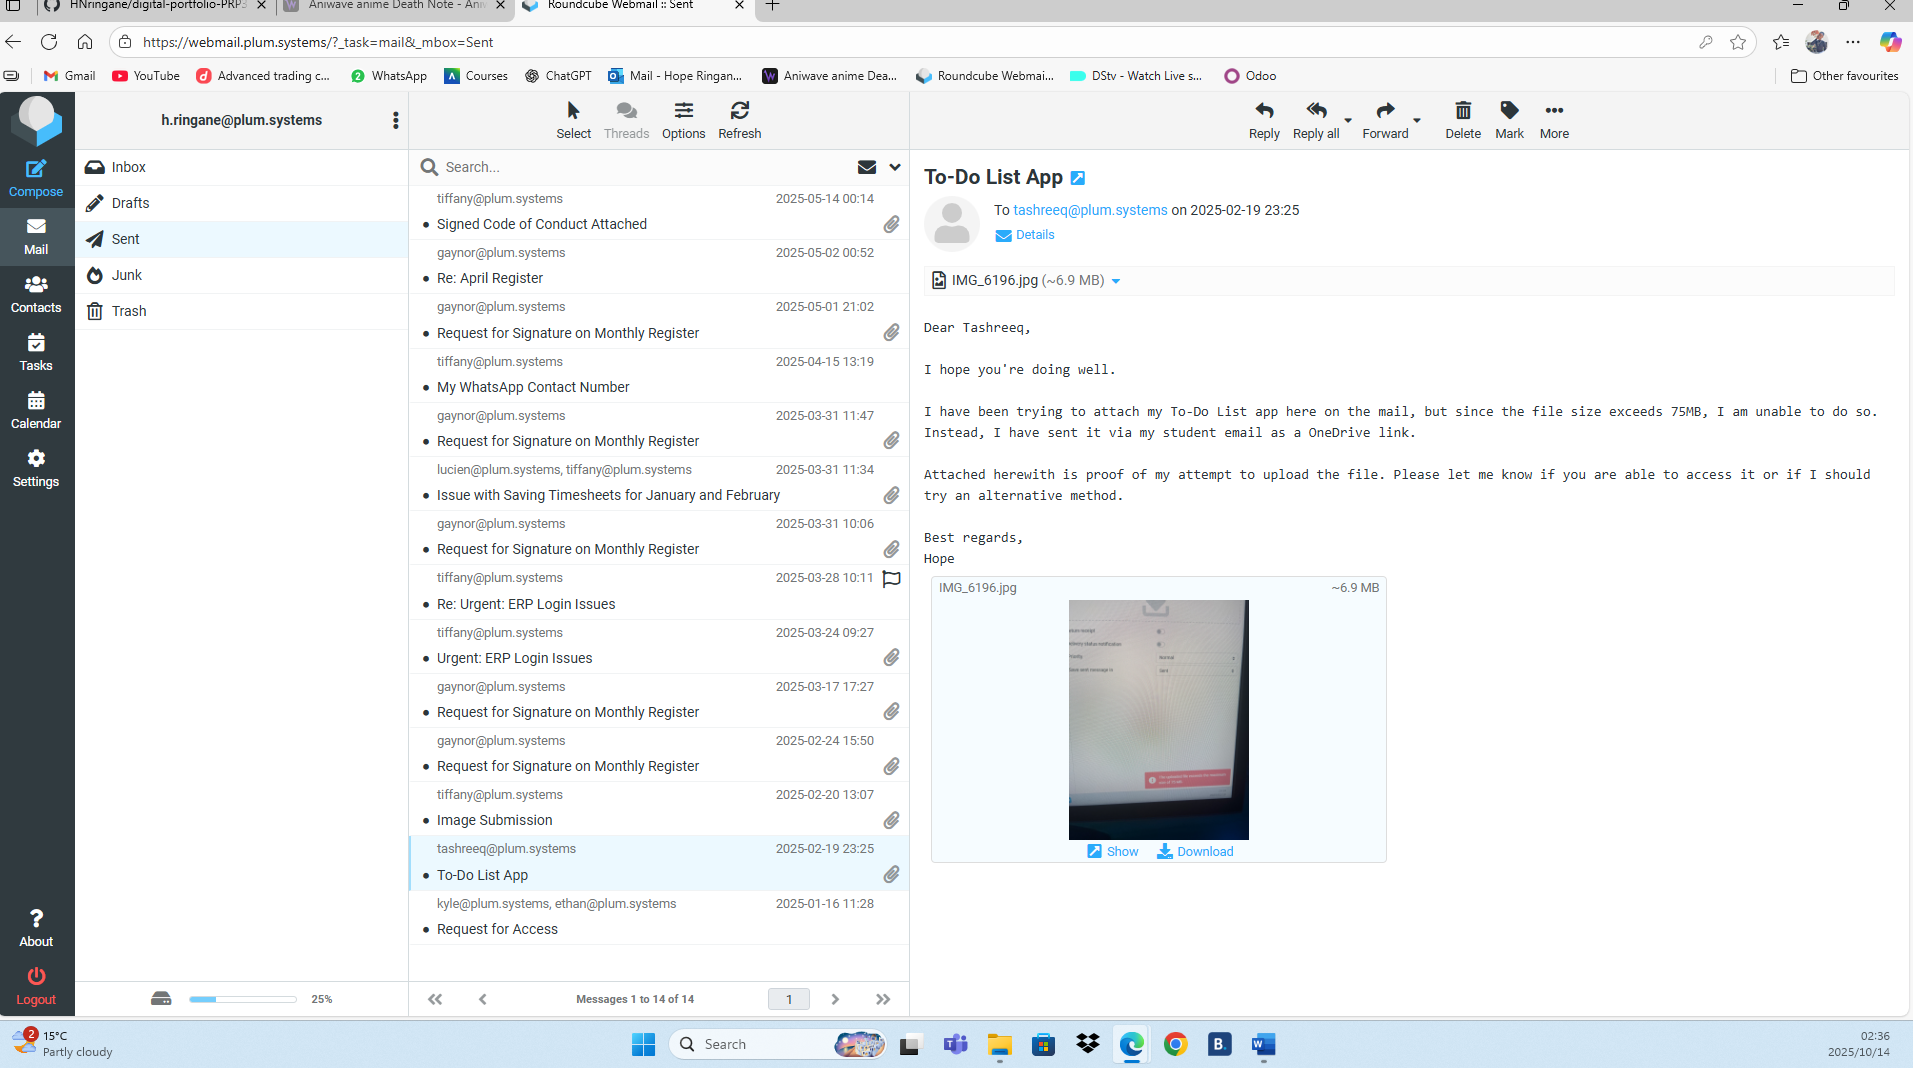 HNringane/digital-portfolio-PRP3
Aniwave anime Death Note - Ani
Roundcube Webmail :: Sent
https://webmail.plum.systems/?_task=mail&_mbox=Sent
Gmail
YouTube
Advanced trading c...
WhatsApp
Courses
ChatGPT
Mail - Hope Ringan...
Aniwave anime Dea...
Roundcube Webmai...
DStv - Watch Live s...
Odoo
Other favourites
Compose
Mail
Contacts
Tasks
Calendar
Settings
About
Logout
h.ringane@plum.systems
Inbox
Drafts
Sent
Junk
Trash
25%
Select
Threads
Options
Refresh
Search...
tiffany@plum.systems 2025-05-14 00:14
• Signed Code of Conduct Attached
gaynor@plum.systems 2025-05-02 00:52
• Re: April Register
gaynor@plum.systems 2025-05-01 21:02
• Request for Signature on Monthly Register
tiffany@plum.systems 2025-04-15 13:19
• My WhatsApp Contact Number
gaynor@plum.systems 2025-03-31 11:47
• Request for Signature on Monthly Register
lucien@plum.systems, tiffany@plum.systems 2025-03-31 11:34
• Issue with Saving Timesheets for January and February
gaynor@plum.systems 2025-03-31 10:06
• Request for Signature on Monthly Register
tiffany@plum.systems 2025-03-28 10:11
• Re: Urgent: ERP Login Issues
tiffany@plum.systems 2025-03-24 09:27
• Urgent: ERP Login Issues
gaynor@plum.systems 2025-03-17 17:27
• Request for Signature on Monthly Register
gaynor@plum.systems 2025-02-24 15:50
• Request for Signature on Monthly Register
tiffany@plum.systems 2025-02-20 13:07
• Image Submission
tashreeq@plum.systems 2025-02-19 23:25
• To-Do List App
kyle@plum.systems, ethan@plum.systems 2025-01-16 11:28
• Request for Access
Messages 1 to 14 of 14
1
Reply
Reply all
Forward
Delete
Mark
More
To-Do List App
To tashreeq@plum.systems on 2025-02-19 23:25
Details
IMG_6196.jpg (~6.9 MB)
Dear Tashreeq,
I hope you're doing well.
I have been trying to attach my To-Do List app here on the mail, but since the file size exceeds 75MB, I am unable to do so.
Instead, I have sent it via my student email as a OneDrive link.
Attached herewith is proof of my attempt to upload the file. Please let me know if you are able to access it or if I should
try an alternative method.
Best regards,
Hope
IMG_6196.jpg ~6.9 MB
Show
Download
2
15°C
Partly cloudy
Search
B.
02:36
2025/10/14